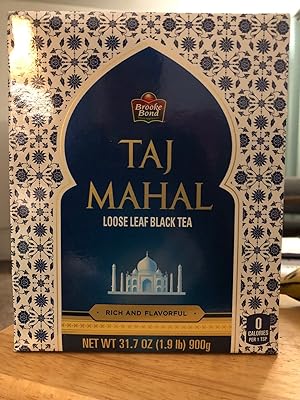 Brooke
Bond
TAJ
MAHAL
LOOSE LEAF BLACK TEA
RICH AND FLAVORFUL
0
CALORIES
PER 1 TSP
NET WT 31.7 OZ (1.9 lb) 900g